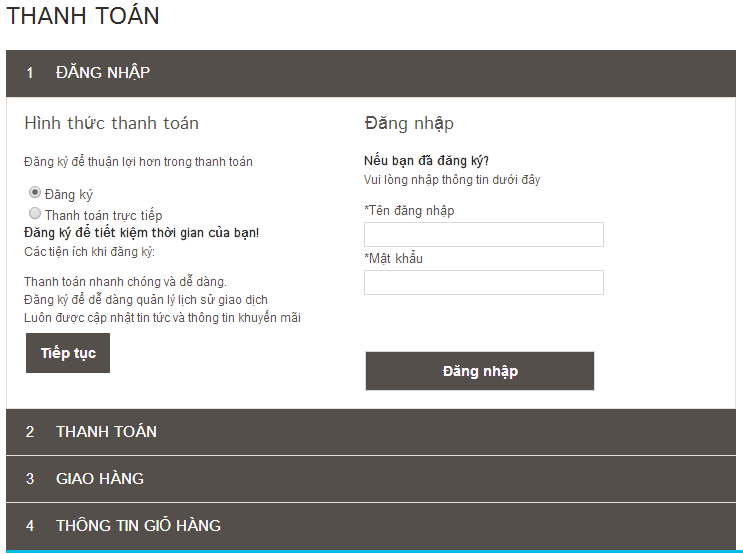 THANH TOÁN
1 ĐĂNG NHẬP
Hình thức thanh toán
Đăng ký để thuận lợi hơn trong thanh toán
Đăng ký
Thanh toán trực tiếp
Đăng ký để tiết kiệm thời gian của bạn!
Các tiện ích khi đăng ký:
Thanh toán nhanh chóng và dễ dàng.
Đăng ký để dễ dàng quản lý lịch sử giao dịch
Luôn được cập nhật tin tức và thông tin khuyến mãi
Tiếp tục
Đăng nhập
Nếu bạn đã đăng ký?
Vui lòng nhập thông tin dưới đây
*Tên đăng nhập
*Mật khẩu
Đăng nhập
2 THANH TOÁN
3 GIAO HÀNG
4 THÔNG TIN GIỎ HÀNG